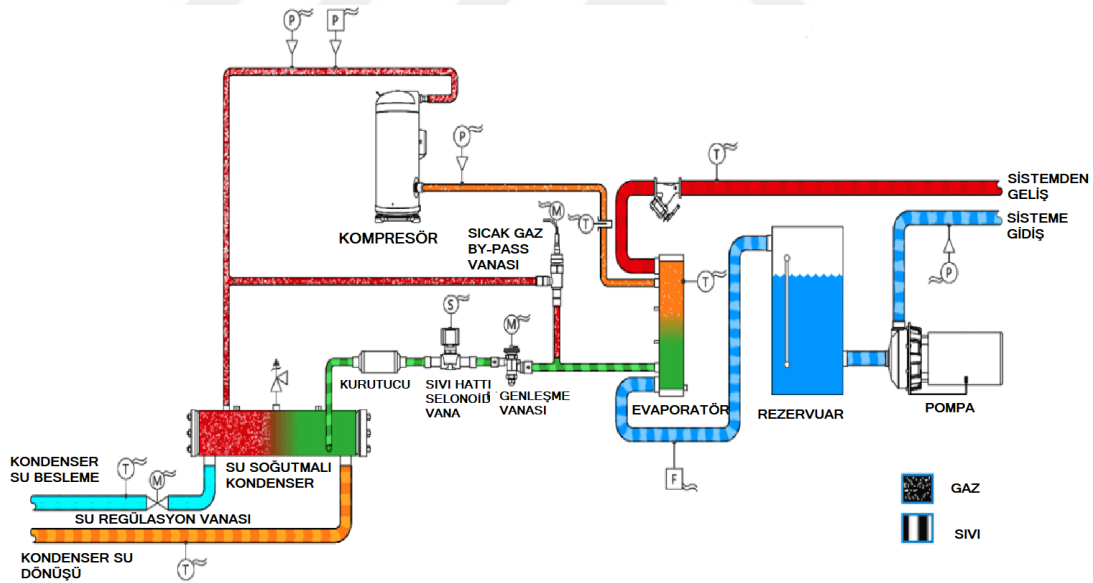 P
P
P
T
SİSTEMDEN
GELİŞ
KOMPRESÖR
SICAK GAZ
BY-PASS
VANASI
M
T
SİSTEME
GİDİŞ
T
P
S
M
KURUTUCU
SIVI HATTI
SELONOİD
VANA
GENLEŞME
VANASI
EVAPORATÖR
REZERVUAR
POMPA
KONDENSER
SU BESLEME
T
M
SU SOĞUTMALI
KONDENSER
F
SU REGÜLASYON VANASI
GAZ
SIVI
KONDENSER SU
DÖNÜŞÜ
T